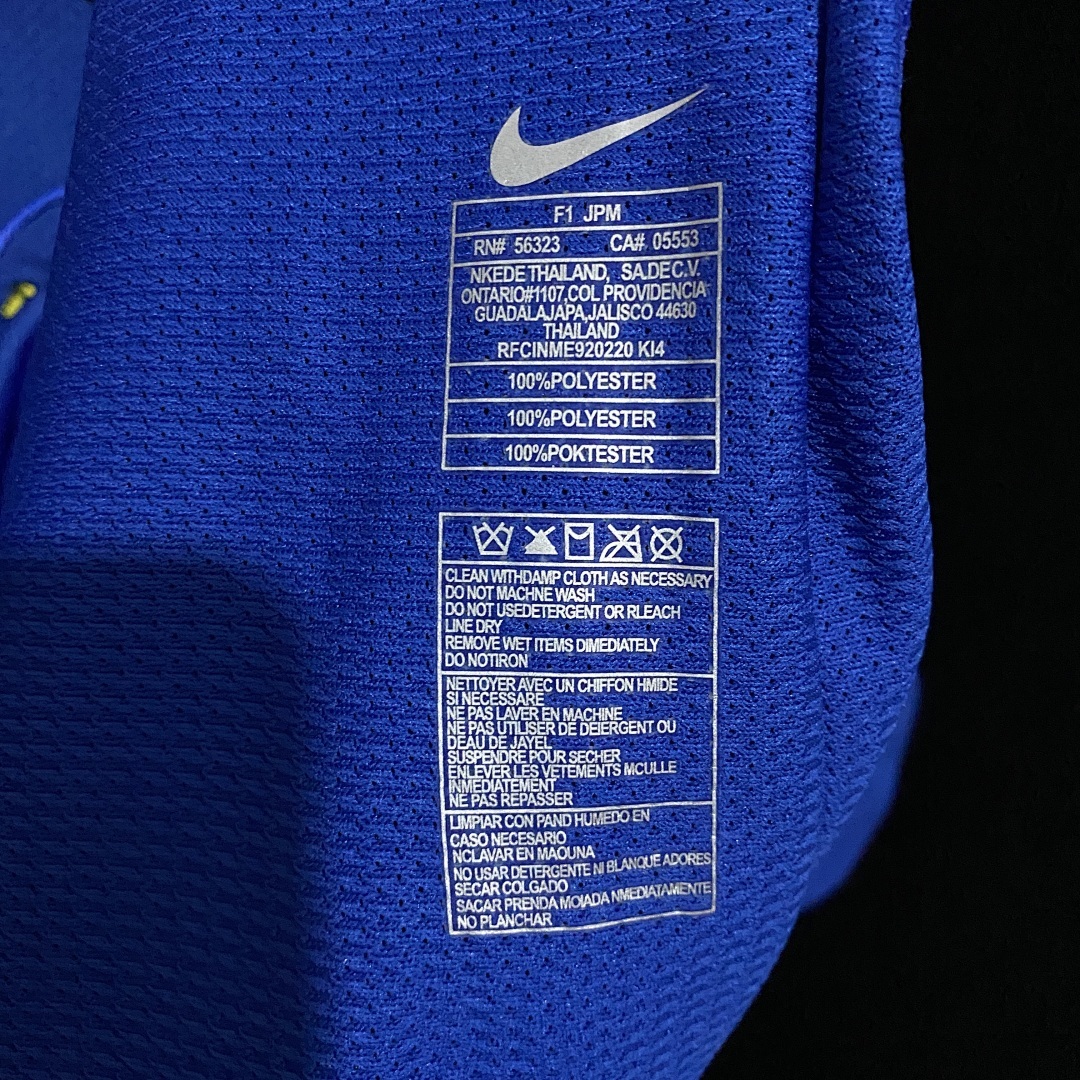 F1 JPM
RN# 56323 CA# 05553
NKEDE THAILAND, SA.DE C.V.
ONTARIO#1107,COL PROVIDENCIA
GUADALAJAPA,JALISCO 44630
THAILAND
RFCINME920220 KI4
100%POLYESTER
100%POLYESTER
100%POKTESTER
CLEAN WITHDAMP CLOTH AS NECESSARY
DO NOT MACHNE WASH
DO NOT USEDETERGENT OR RLEACH
LINE DRY
REMOVE WET ITEMS DIMEDIATELY
DO NOTIRON
NETTOYER AVEC UN CHIFFON HMIDE
SI NECESSARE
NE PAS LAVER EN MACHINE
NE PAS UTILISER DE DEIERGENT OU
DEAU DE JAYEL
SUSPENDRE POUR SECHER
ENLEVER LES VETEMENTS MCULLE
INMEDIATEMENT
NE PAS REPASSER
LIMPIAR CON PAND HUMEDO EN
CASO NECESARIO
NCLAVAR EN MAOUNA
NO USAR DETERGENTE NI BLANQUE ADORES
SECAR COLGADO
SACAR PRENDA MOIADA NMEDIATAMENTE
NO PLANCHAR